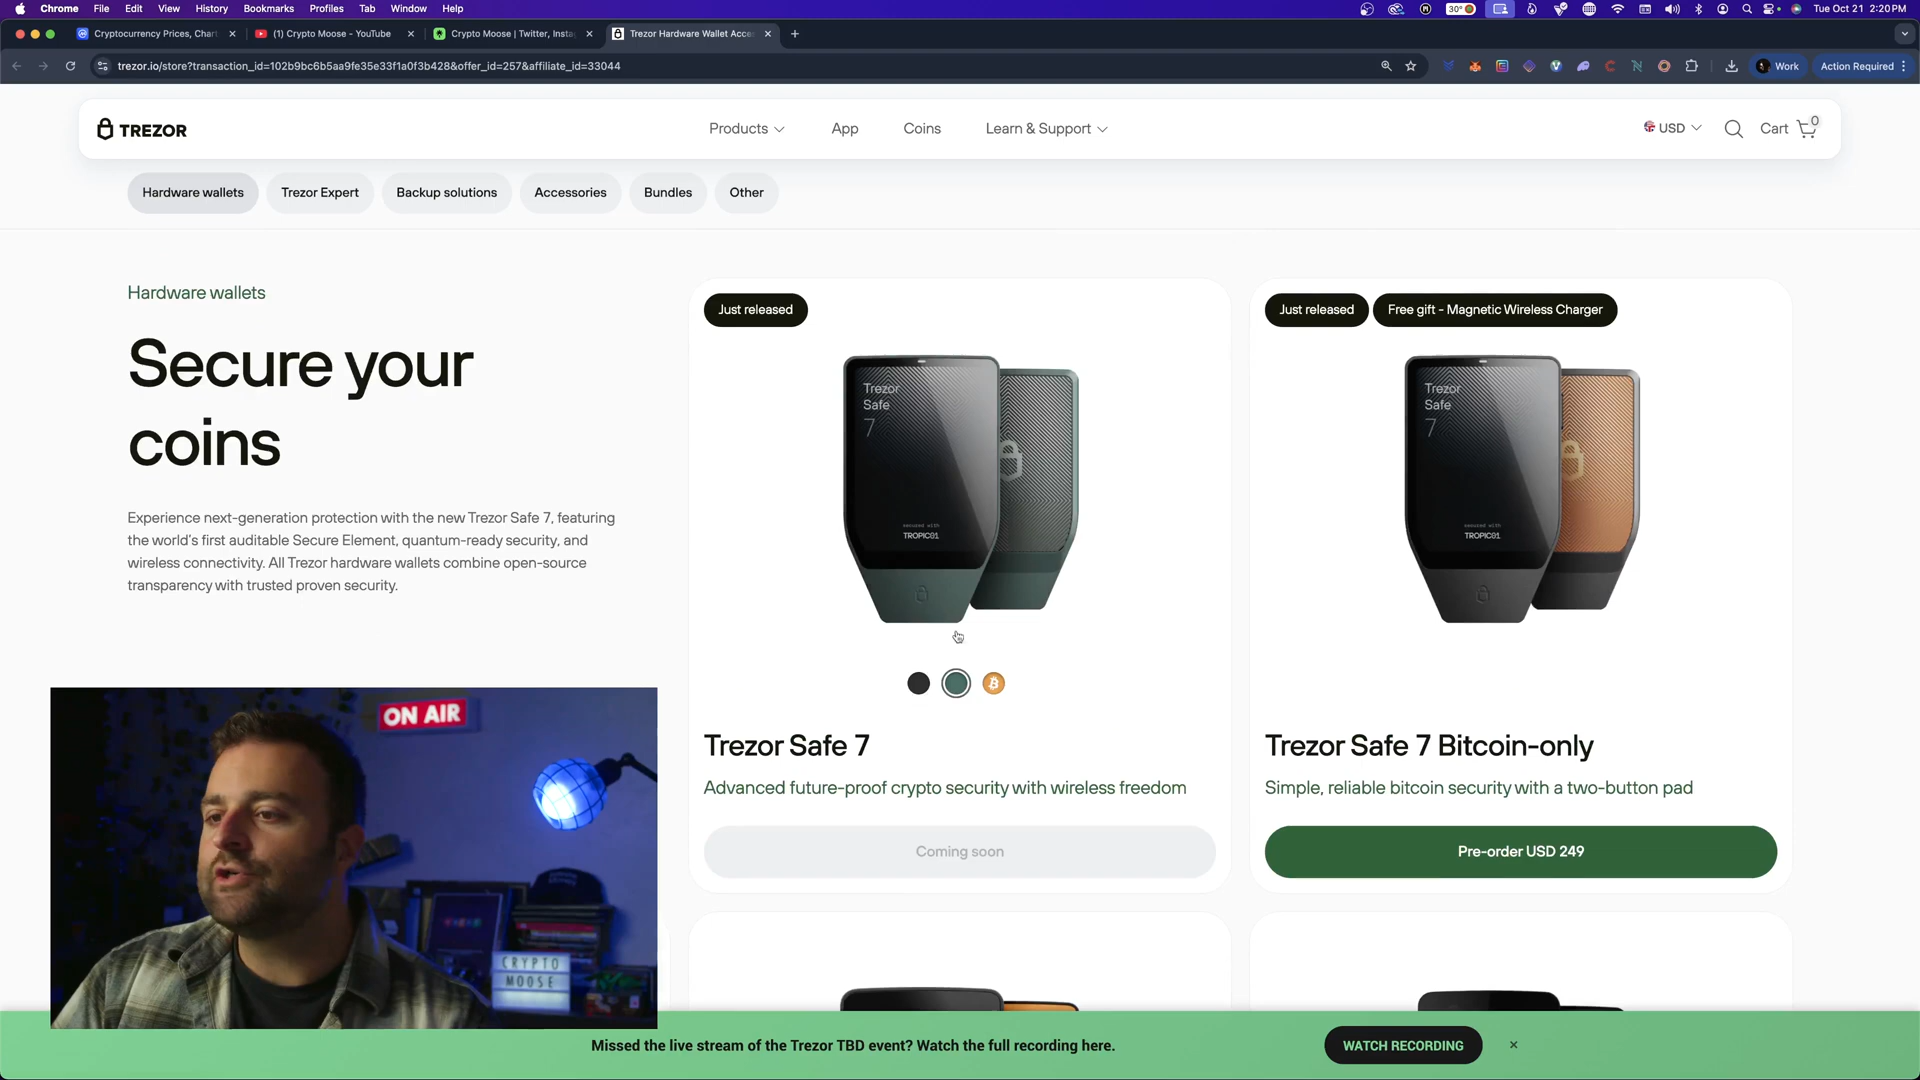 Chrome File Edit View History Bookmarks Profiles Tab Window Help
30° Tue Oct 21 2:20 PM
Cryptocurrency Prices, Chart (1) Crypto Moose - YouTube Crypto Moose | Twitter, Insta Trezor Hardware Wallet Acce
trezor.io/store?transaction_id=102b9bc6b5aa9fe35e33f1a0f3b428&offer_id=257&affiliate_id=33044
Work Action Required
TREZOR
Products App Coins Learn & Support
USD Cart 0
Hardware wallets Trezor Expert Backup solutions Accessories Bundles Other
Hardware wallets
Secure your
coins
Experience next-generation protection with the new Trezor Safe 7, featuring
the world's first auditable Secure Element, quantum-ready security, and
wireless connectivity. All Trezor hardware wallets combine open-source
transparency with trusted proven security.
Just released
Trezor
Safe
7
secured with
TROPIC01
Trezor Safe 7
Advanced future-proof crypto security with wireless freedom
Coming soon
Just released Free gift - Magnetic Wireless Charger
Trezor
Safe
7
secured with
TROPIC01
Trezor Safe 7 Bitcoin-only
Simple, reliable bitcoin security with a two-button pad
Pre-order USD 249
ON AIR
CRYPTO
MOOSE
Missed the live stream of the Trezor TBD event? Watch the full recording here.
WATCH RECORDING